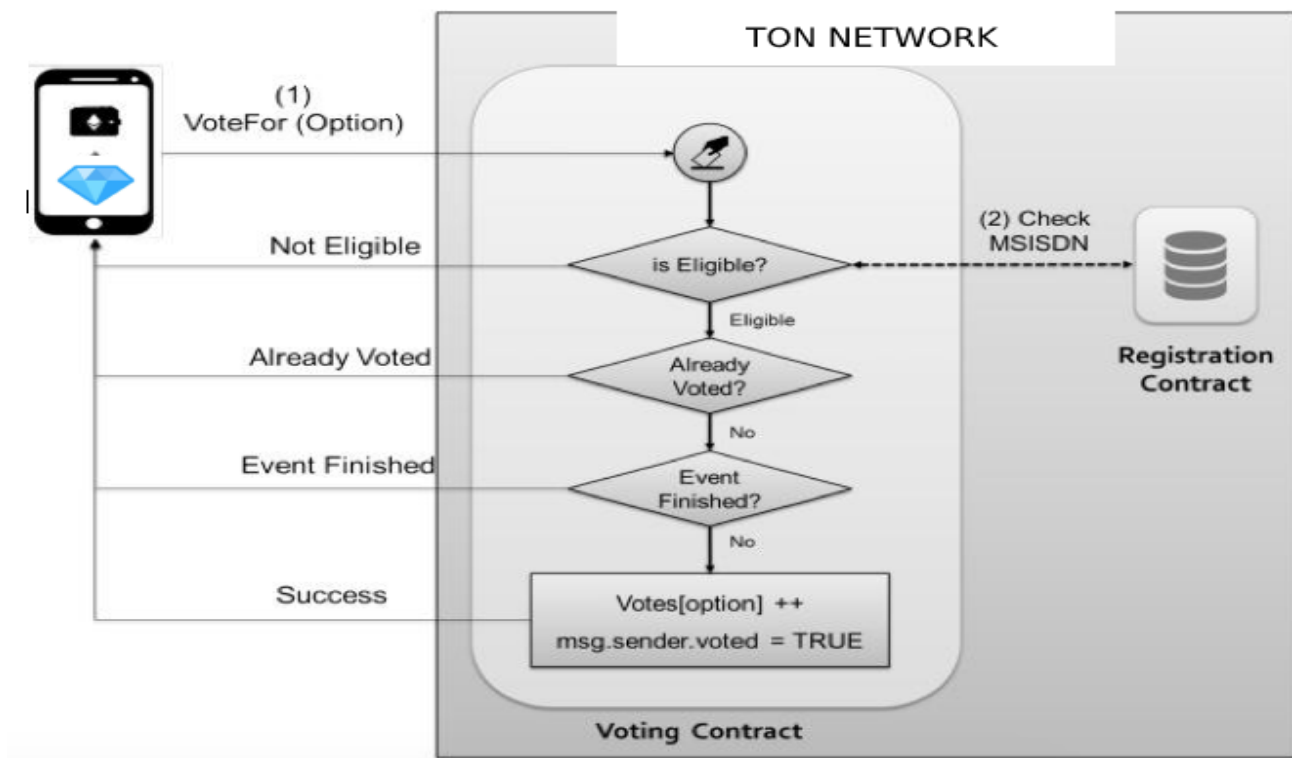 TON NETWORK
(1)
VoteFor (Option)
Not Eligible
is Eligible?
(2) Check
MSISDN
Eligible
Already Voted
Already
Voted?
Registration
Contract
No
Event Finished
Event
Finished?
No
Success
Votes[option] ++
msg.sender.voted = TRUE
Voting Contract